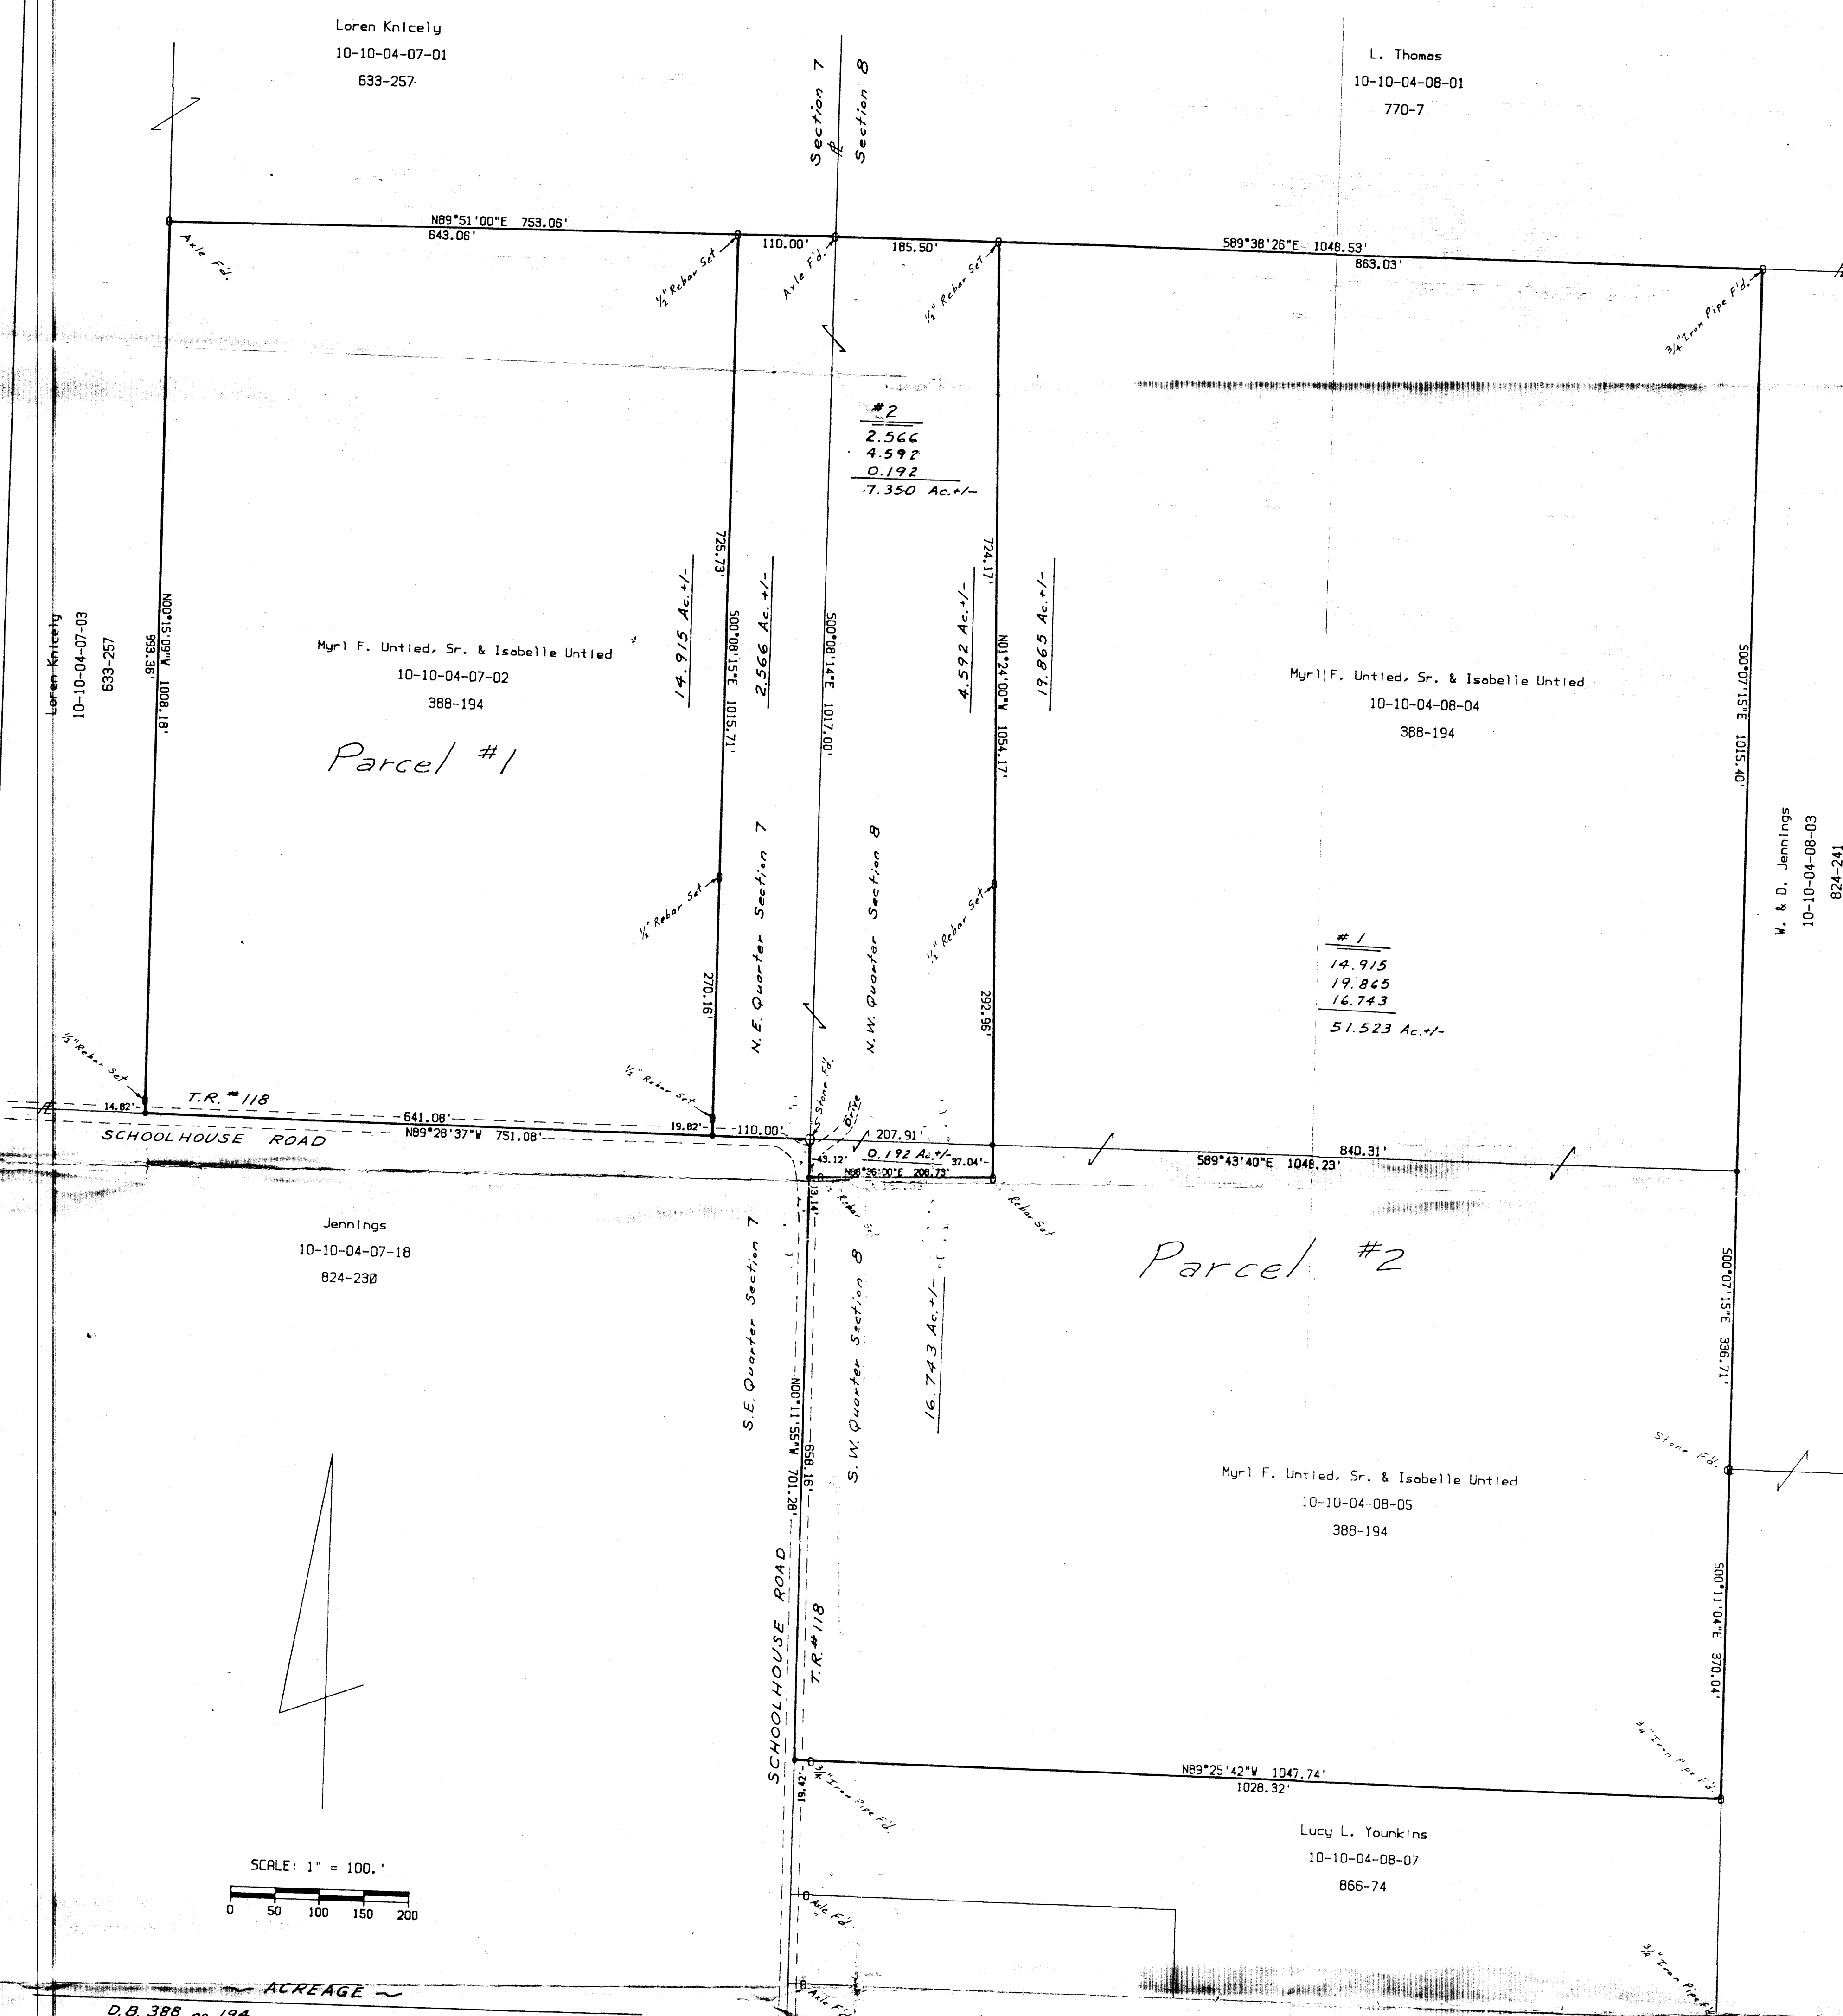 Loren Knicely
10-10-04-07-01
633-257
Section 7
Section 8
L. Thomas
10-10-04-08-01
770-7
N89°51'00"E 753.06'
643.06'
110.00'
185.50'
S89°38'26"E 1048.53'
863.03'
Axle F'd.
1/2" Rebar Set
Axle F'd.
1/2" Rebar Set
3/4" Iron Pipe F'd.
#2
2.566
4.592
0.192
7.350 Ac.+/-
Loren Knicely
10-10-04-07-03
633-257
N00°15'09"W 1008.18'
993.36'
Myrl F. Untied, Sr. & Isabelle Untied
10-10-04-07-02
388-194
Parcel #1
14.915 Ac.+/-
725.73'
S00°08'15"E 1015.71'
2.566 Ac.+/-
S00°08'14"E 1017.00'
4.592 Ac.+/-
724.17'
N01°24'00"W 1054.17'
19.865 Ac.+/-
Myrl F. Untied, Sr. & Isabelle Untied
10-10-04-08-04
388-194
S00°07'15"E 1015.40'
W. & D. Jennings
10-10-04-08-03
824-241
1/2" Rebar Set
270.16'
N.E. Quarter Section 7
N.W. Quarter Section 8
1/2" Rebar Set
292.96'
#1
14.915
19.865
16.743
51.523 Ac.+/-
1/2" Rebar Set
14.82'
T.R. #118
641.08'
1/2" Rebar Set
19.82'
110.00'
Stone F'd.
Drive
207.91'
SCHOOLHOUSE ROAD
N89°28'37"W 751.08'
43.12'
0.192 Ac.+/-
37.04'
N88°36'00"E 208.73'
840.31'
S89°43'40"E 1048.23'
13.14'
Rebar
Rebar Set
Jennings
10-10-04-07-18
824-230
S.E. Quarter Section 7
S.W. Quarter Section 8
16.743 Ac.+/-
Parcel #2
S00°07'15"E 336.71'
N00°11'55"W 701.28'
658.16'
Stone F'd.
Myrl F. Untied, Sr. & Isabelle Untied
10-10-04-08-05
388-194
S00°11'04"E 370.04'
SCHOOLHOUSE ROAD
T.R. #118
19.42'
3/4" Iron Pipe F'd.
N89°25'42"W 1047.74'
1028.32'
3/4" Iron Pipe F'd.
Lucy L. Younkins
10-10-04-08-07
866-74
SCALE: 1" = 100.'
0 50 100 150 200
Axle F'd.
Axle F'd.
3/4" Iron Pipe F'd.
~ ACREAGE ~
D.B. 388 pg 194